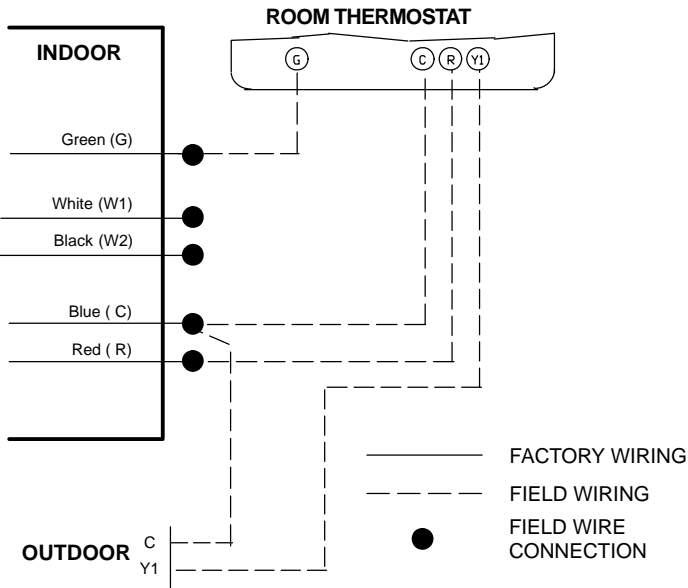 ROOM THERMOSTAT
INDOOR
G
C
R
Y1
Green (G)
White (W1)
Black (W2)
Blue ( C)
Red ( R)
FACTORY WIRING
FIELD WIRING
FIELD WIRE
CONNECTION
OUTDOOR
C
Y1